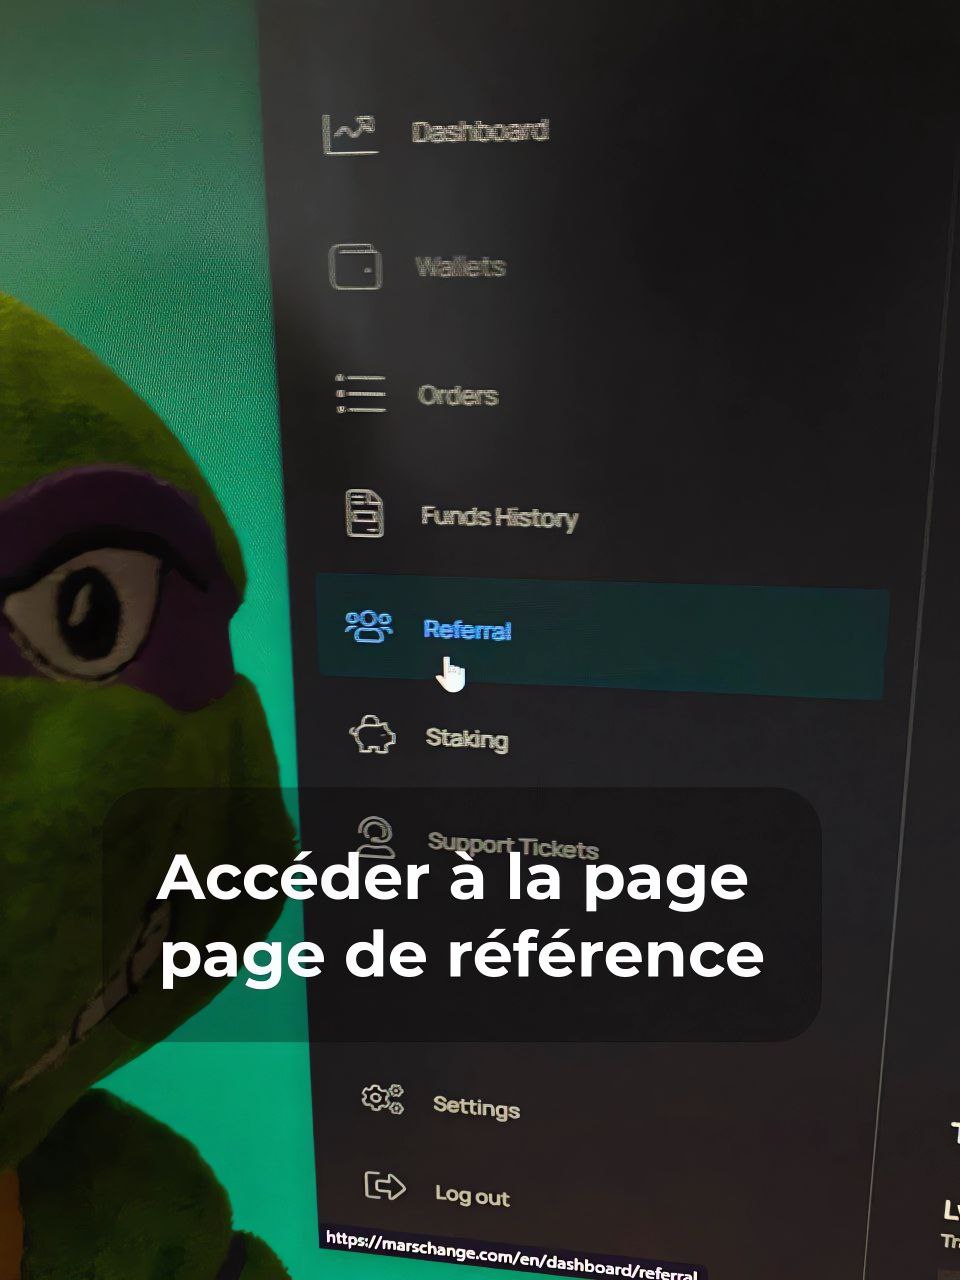 Dashboard
Wallets
Orders
Funds History
Referral
Staking
Support Tickets
Accéder à la page
page de référence
Settings
Log out
https://marschange.com/en/dashboard/referral